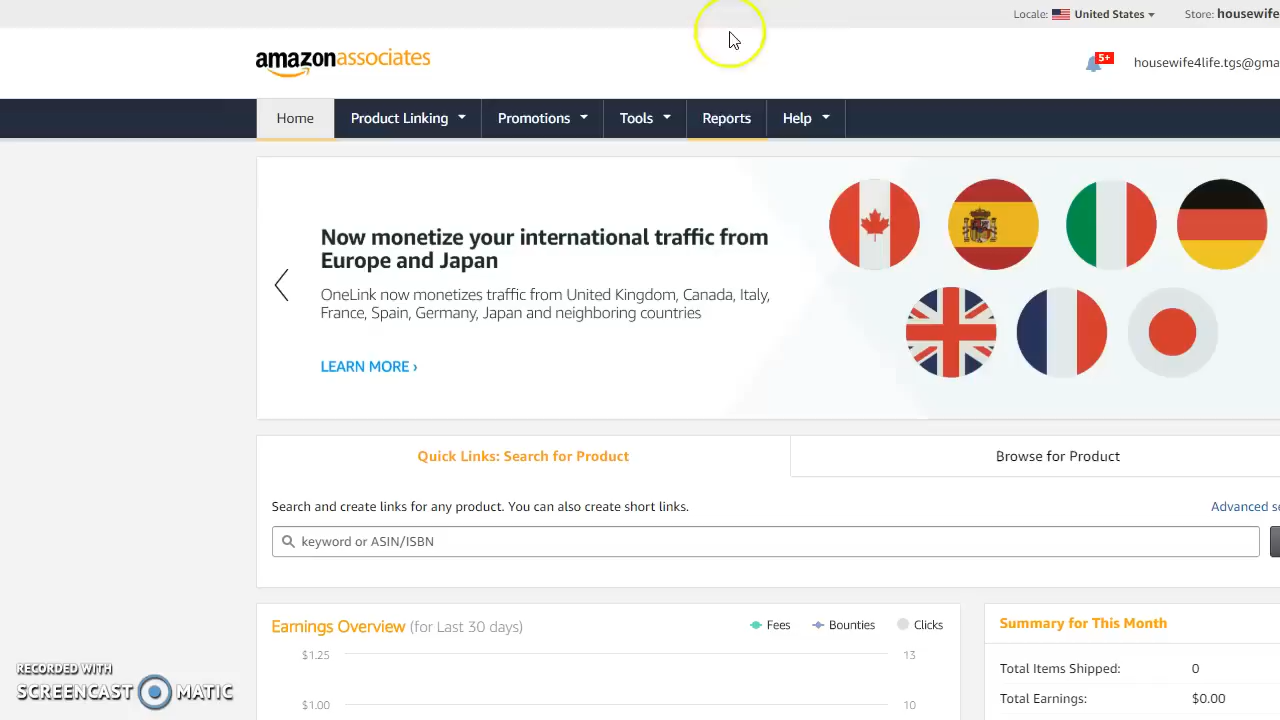 Locale: United States Store: housewife
amazonassociates
5+ housewife4life.tgs@gma
Home Product Linking Promotions Tools Reports Help
Now monetize your international traffic from
Europe and Japan
OneLink now monetizes traffic from United Kingdom, Canada, Italy,
France, Spain, Germany, Japan and neighboring countries
LEARN MORE ›
Quick Links: Search for Product Browse for Product
Search and create links for any product. You can also create short links. Advanced se
keyword or ASIN/ISBN
Earnings Overview (for Last 30 days) Fees Bounties Clicks
Summary for This Month
$1.25 13
Total Items Shipped: 0
Total Earnings: $0.00
$1.00 10
RECORDED WITH
SCREENCAST MATIC